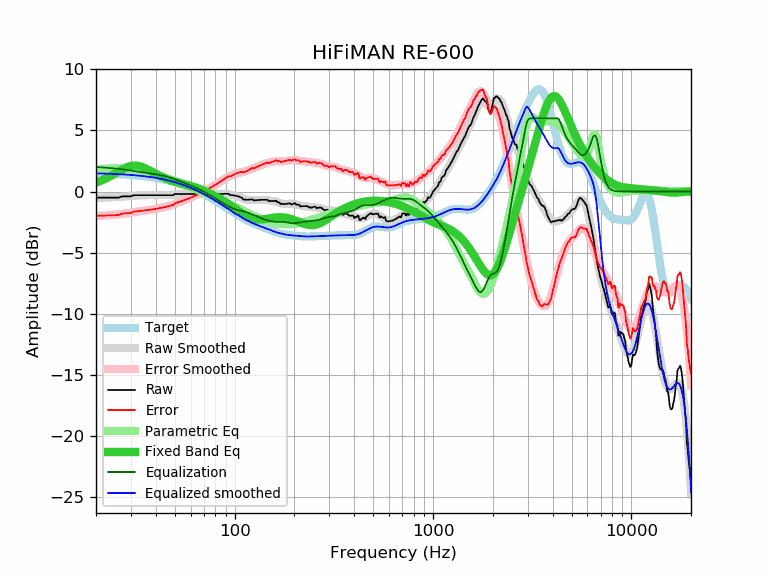 HiFiMAN RE-600
10
5
0
−5
−10
−15
−20
−25
Amplitude (dBr)
Target
Raw Smoothed
Error Smoothed
Raw
Error
Parametric Eq
Fixed Band Eq
Equalization
Equalized smoothed
100 1000 10000
Frequency (Hz)